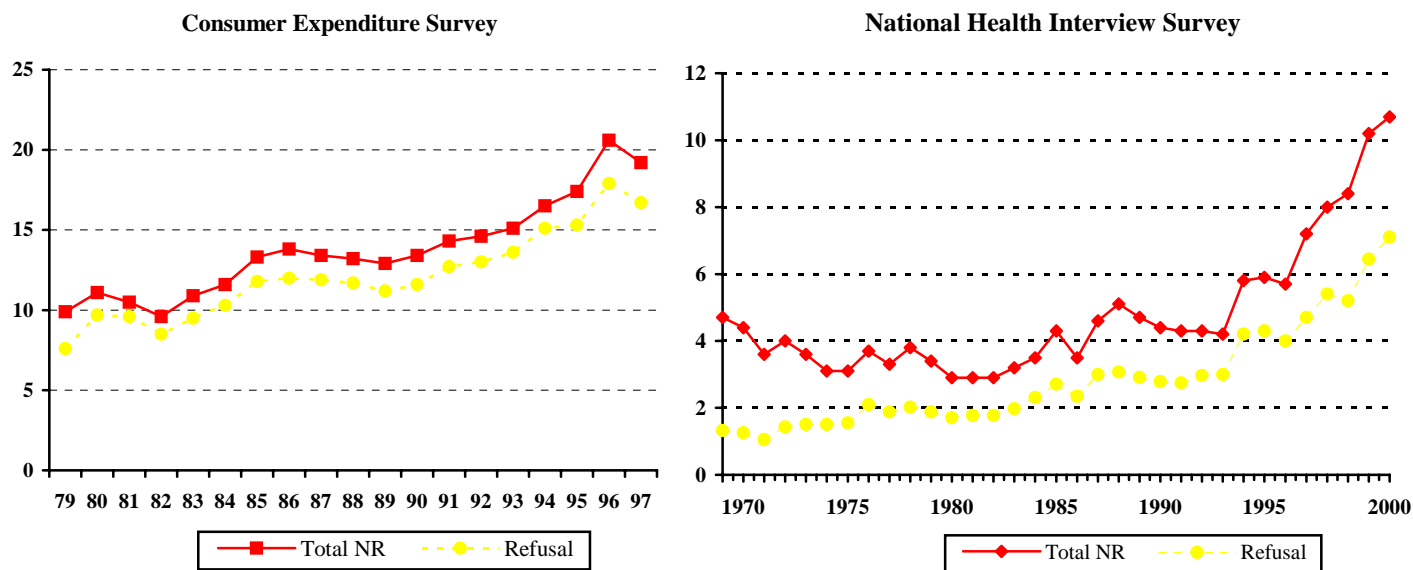 Consumer Expenditure Survey
25
20
15
10
5
0
79 80 81 82 83 84 85 86 87 88 89 90 91 92 93 94 95 96 97
Total NR Refusal
National Health Interview Survey
12
10
8
6
4
2
0
1970 1975 1980 1985 1990 1995 2000
Total NR Refusal